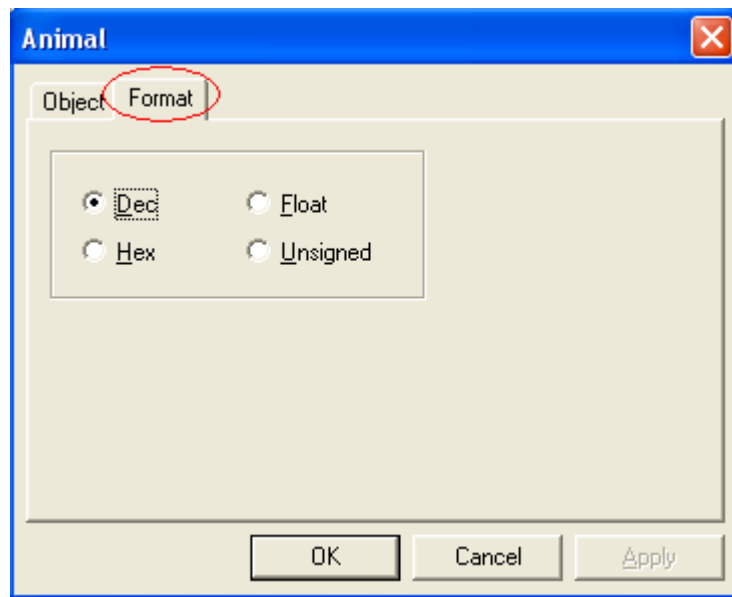 Animal
Object Format
Dec Float
Hex Unsigned
OK Cancel Apply